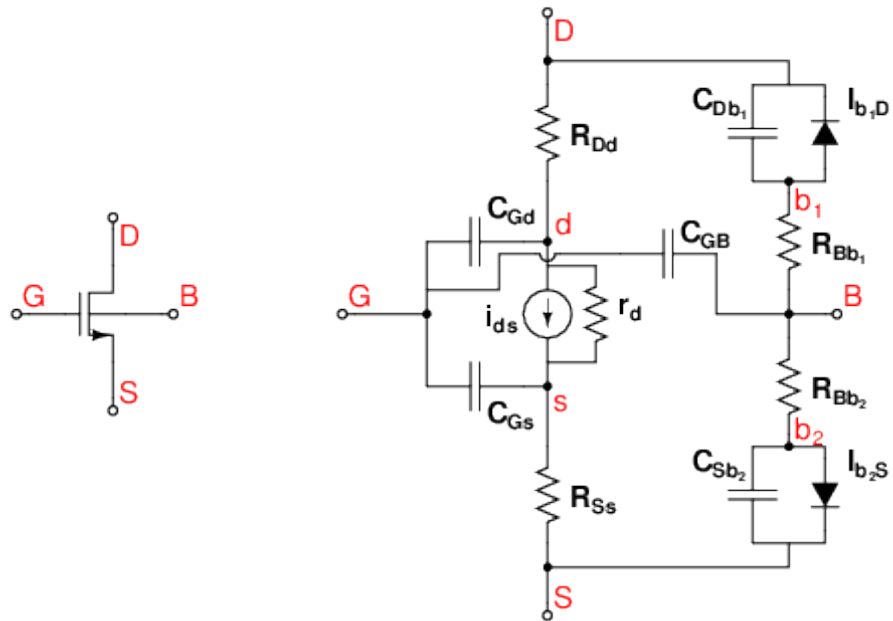 D
G
B
S
D
C_Db₁
I_b₁D
R_Dd
b₁
C_Gd
d
C_GB
R_Bb₁
G
i_ds
r_d
B
C_Gs
s
R_Bb₂
b₂
C_Sb₂
I_b₂S
R_Ss
S